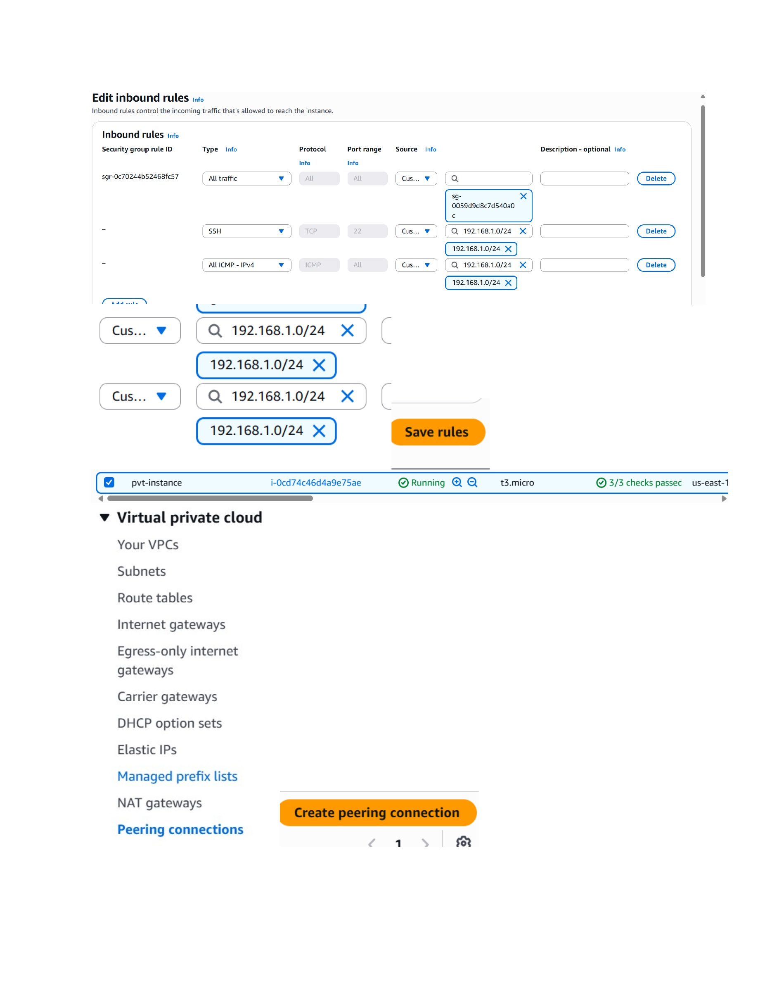 Edit inbound rules Info
Inbound rules control the incoming traffic that's allowed to reach the instance.
Inbound rules Info
Security group rule ID Type Info Protocol Port range Source Info Description - optional Info
Info Info
sgr-0c70244b52468fc57 All traffic All All Cus... Delete
sg-
0059d9d8c7d540a0
c
– SSH TCP 22 Cus... 192.168.1.0/24 Delete
192.168.1.0/24
– All ICMP - IPv4 ICMP All Cus... 192.168.1.0/24 Delete
192.168.1.0/24
Add rule
Cus... 192.168.1.0/24
192.168.1.0/24
Cus... 192.168.1.0/24
192.168.1.0/24
Save rules
pvt-instance i-0cd74c46d4a9e75ae Running t3.micro 3/3 checks passec us-east-1
Virtual private cloud
Your VPCs
Subnets
Route tables
Internet gateways
Egress-only internet
gateways
Carrier gateways
DHCP option sets
Elastic IPs
Managed prefix lists
NAT gateways
Create peering connection
Peering connections
1